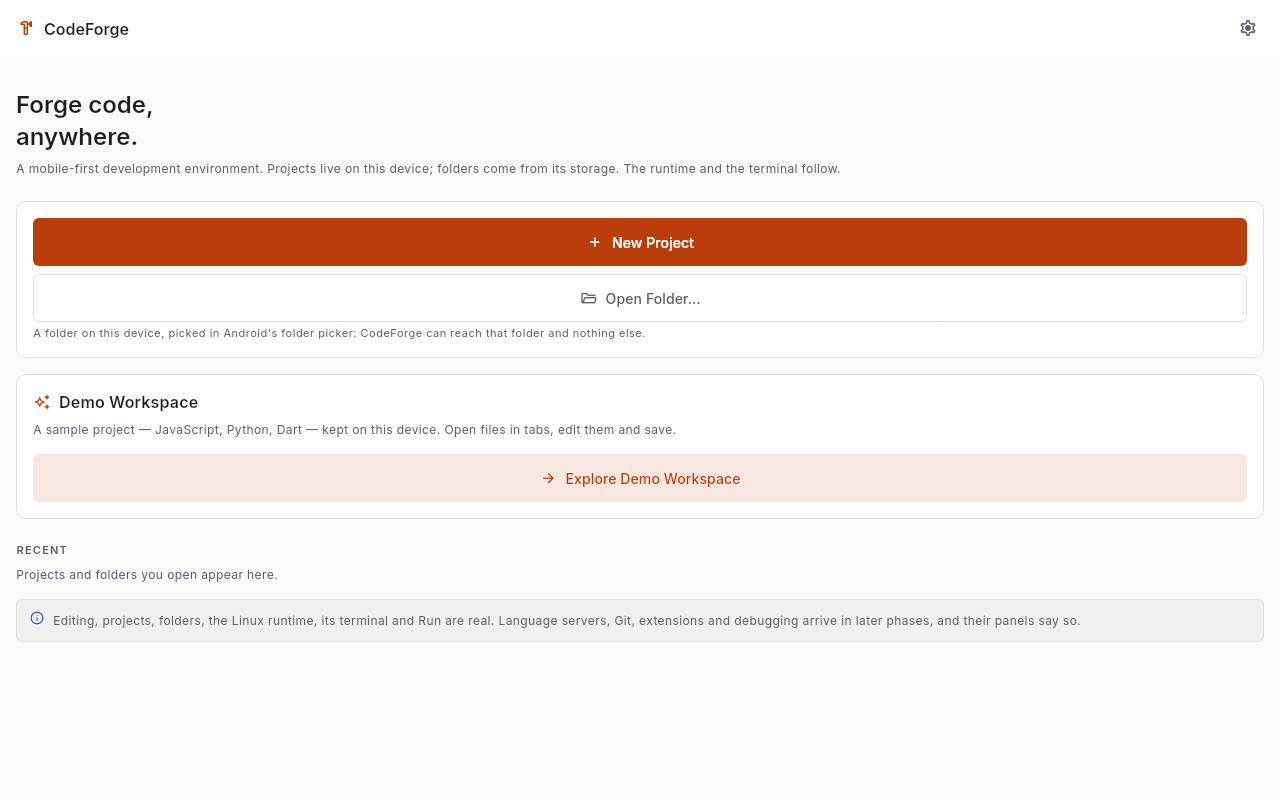 CodeForge
Forge code,
anywhere.
A mobile-first development environment. Projects live on this device; folders come from its storage. The runtime and the terminal follow.
New Project
Open Folder...
A folder on this device, picked in Android's folder picker: CodeForge can reach that folder and nothing else.
Demo Workspace
A sample project — JavaScript, Python, Dart — kept on this device. Open files in tabs, edit them and save.
Explore Demo Workspace
RECENT
Projects and folders you open appear here.
Editing, projects, folders, the Linux runtime, its terminal and Run are real. Language servers, Git, extensions and debugging arrive in later phases, and their panels say so.